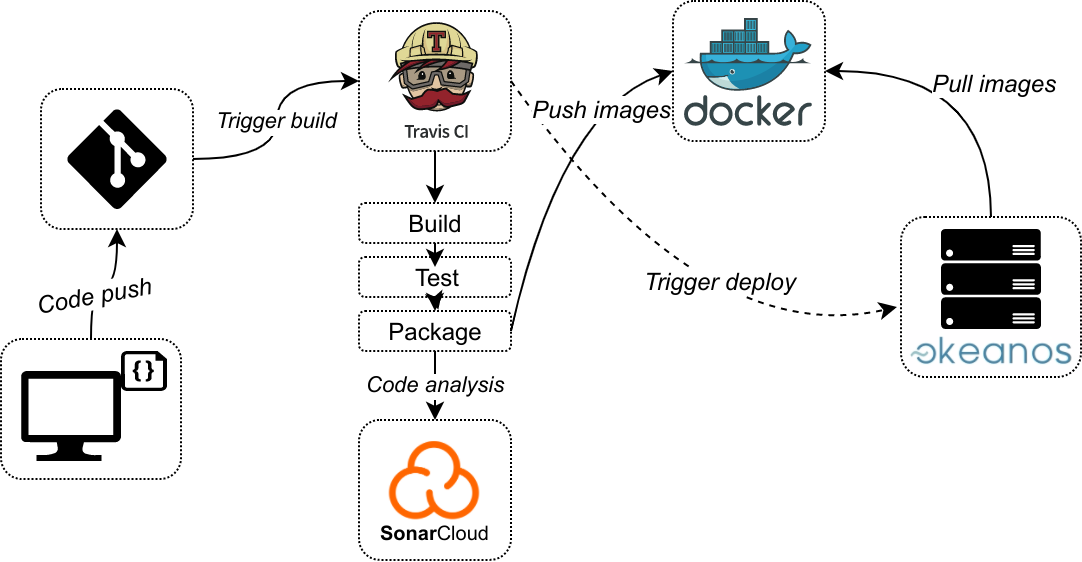 T
Travis CI
docker
Pull images
Push images
Trigger build
Build
Test
Trigger deploy
Code push
Package
okeanos
{}
Code analysis
SonarCloud